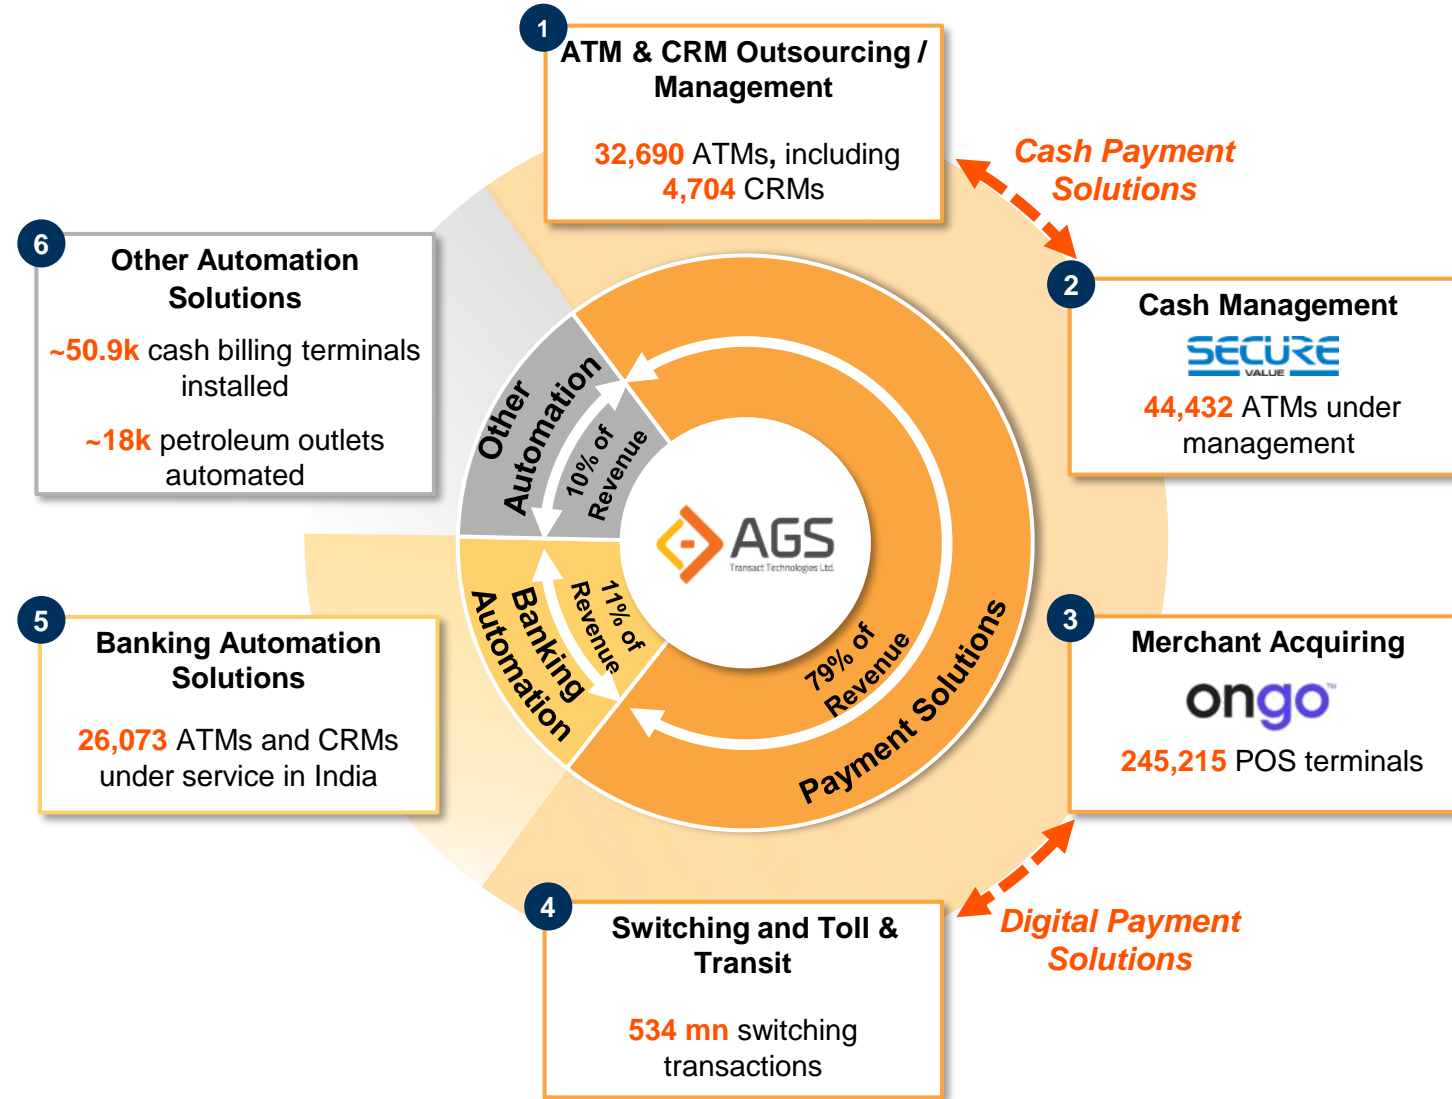 1
ATM & CRM Outsourcing /
Management
32,690 ATMs, including
4,704 CRMs
Cash Payment
Solutions
2
Cash Management
SECURE
VALUE
44,432 ATMs under
management
3
Merchant Acquiring
ongo™
245,215 POS terminals
Digital Payment
Solutions
4
Switching and Toll &
Transit
534 mn switching
transactions
5
Banking Automation
Solutions
26,073 ATMs and CRMs
under service in India
6
Other Automation
Solutions
~50.9k cash billing terminals
installed
~18k petroleum outlets
automated
Other
Automation
10% of
Revenue
Banking
Automation
11% of
Revenue
Payment Solutions
79% of
Revenue
AGS
Transact Technologies Ltd.